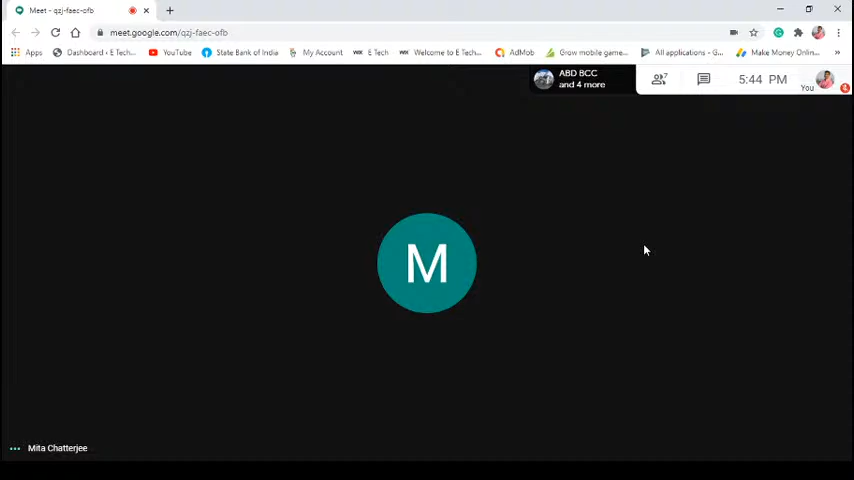 Meet - qzj-faec-ofb
meet.google.com/qzj-faec-ofb
Apps
Dashboard ‹ E Tech...
YouTube
State Bank of India
My Account
E Tech
Welcome to E Tech...
AdMob
Grow mobile game...
All applications - G...
Make Money Onlin...
»
ABD BCC
and 4 more
7
5:44 PM
You
M
Mita Chatterjee